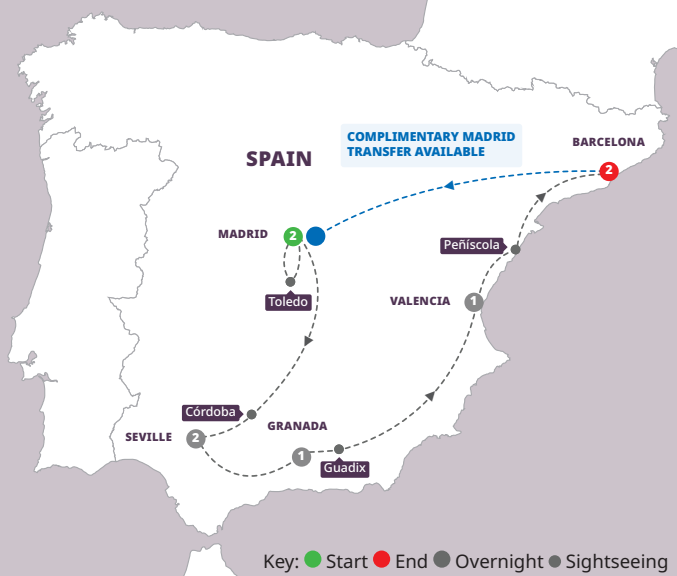 COMPLIMENTARY MADRID
TRANSFER AVAILABLE
BARCELONA
SPAIN
2
MADRID
2
Peñíscola
Toledo
VALENCIA
1
Córdoba
GRANADA
SEVILLE
2
1
Guadix
Key: Start End Overnight Sightseeing